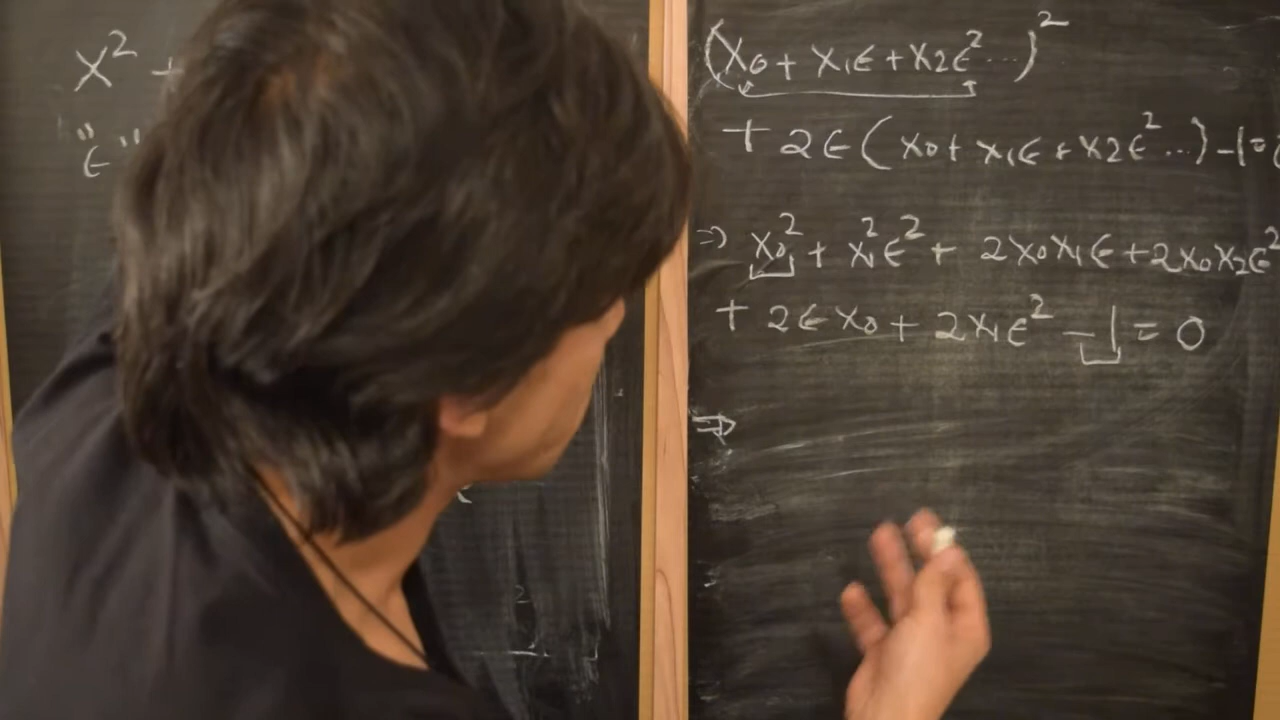 x² +
"ϵ"
(x₀ + x₁ϵ + x₂ϵ² ...)²
+ 2ϵ(x₀ + x₁ϵ + x₂ϵ² ...) - 1 =
⇒ x₀² + x₁²ϵ² + 2x₀x₁ϵ + 2x₀x₂ϵ²
+ 2ϵx₀ + 2x₁ϵ² - 1 = 0
⇒